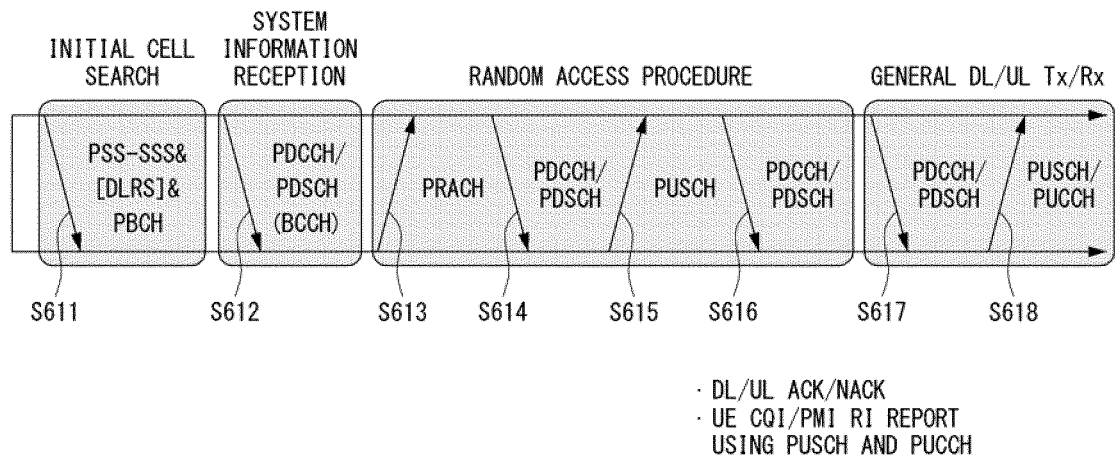 INITIAL CELL
SEARCH
SYSTEM
INFORMATION
RECEPTION
RANDOM ACCESS PROCEDURE
GENERAL DL/UL Tx/Rx
PSS-SSS&
[DLRS]&
PBCH
PDCCH/
PDSCH
(BCCH)
PRACH
PDCCH/
PDSCH
PUSCH
PDCCH/
PDSCH
PDCCH/
PDSCH
PUSCH/
PUCCH
S611
S612
S613
S614
S615
S616
S617
S618
· DL/UL ACK/NACK
· UE CQI/PMI RI REPORT
USING PUSCH AND PUCCH